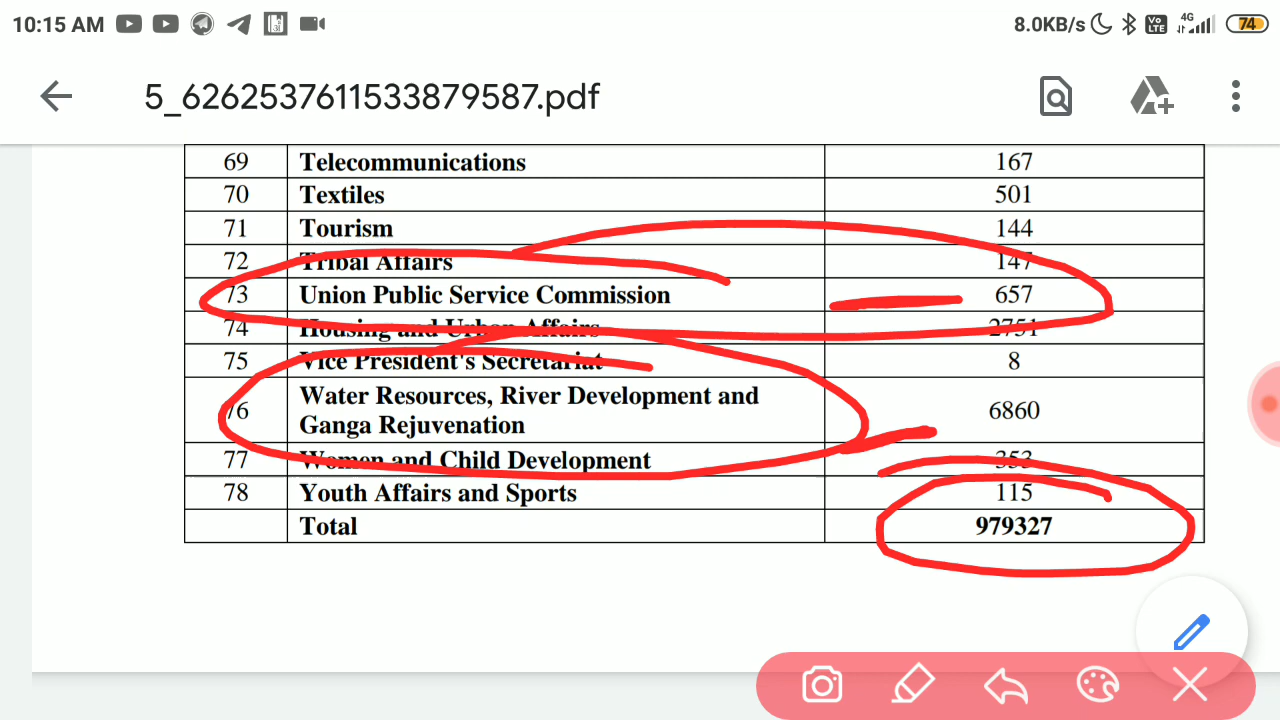 10:15 AM
8.0KB/s Vo LTE 4G 74
5_6262537611533879587.pdf
69 Telecommunications 167
70 Textiles 501
71 Tourism 144
72 Tribal Affairs 147
73 Union Public Service Commission 657
74 Housing and Urban Affairs 2751
75 Vice President's Secretariat 8
76 Water Resources, River Development and
Ganga Rejuvenation 6860
77 Women and Child Development 353
78 Youth Affairs and Sports 115
Total 979327